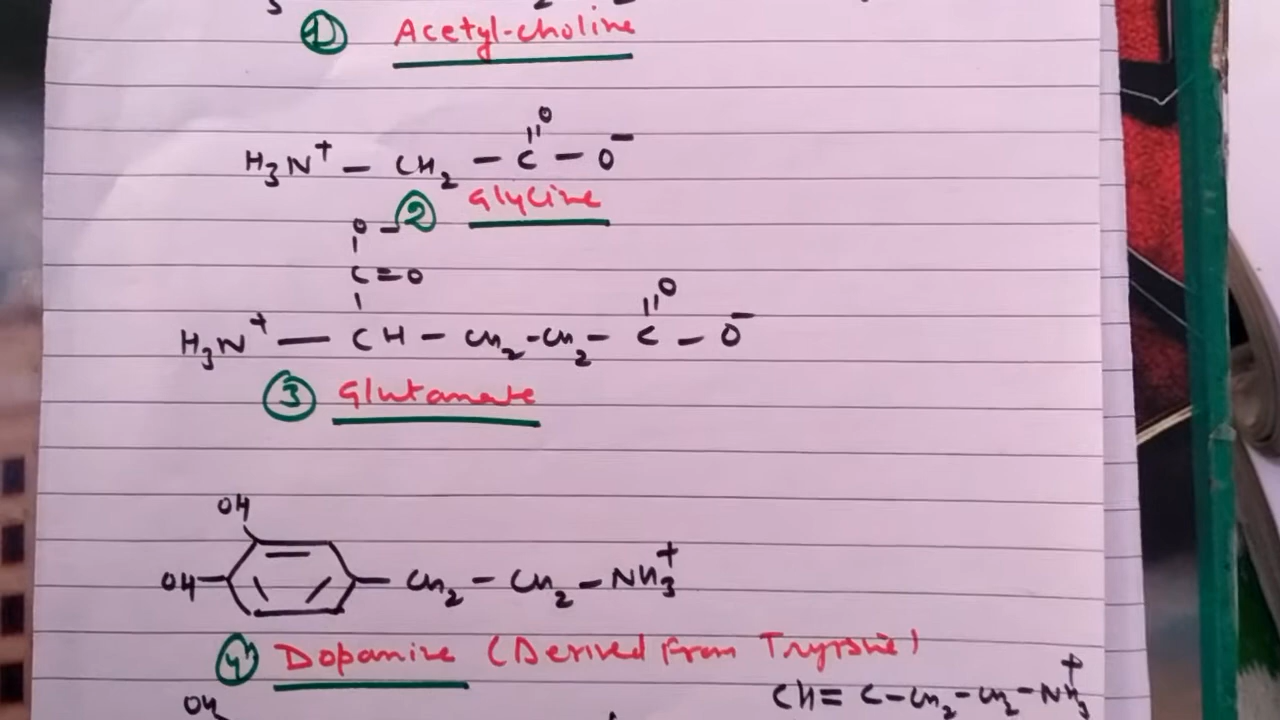 ① Acetyl-choline
O
||
H₃N⁺ – CH₂ – C – O⁻
② Glycine
O –
|
C=O
|
O
||
H₃N⁺ — CH – CH₂-CH₂- C – O⁻
③ Glutamate
OH
OH – CH₂ – CH₂ – NH₃⁺
④ Dopamine (Derived from Tryrosine)
OH
CH = C-CH₂-CH₂-NH₃⁺